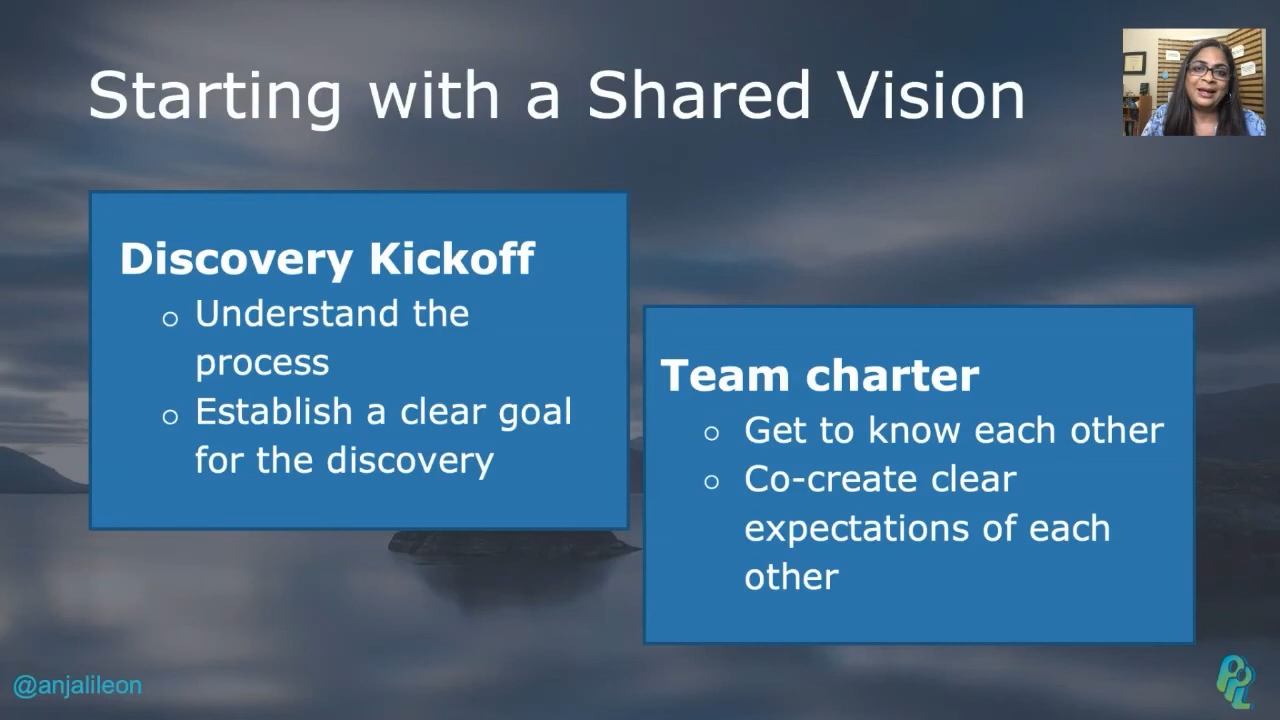 Starting with a Shared Vision
Discovery Kickoff
Understand the
process
Establish a clear goal
for the discovery
Team charter
Get to know each other
Co-create clear
expectations of each
other
@anjalileon